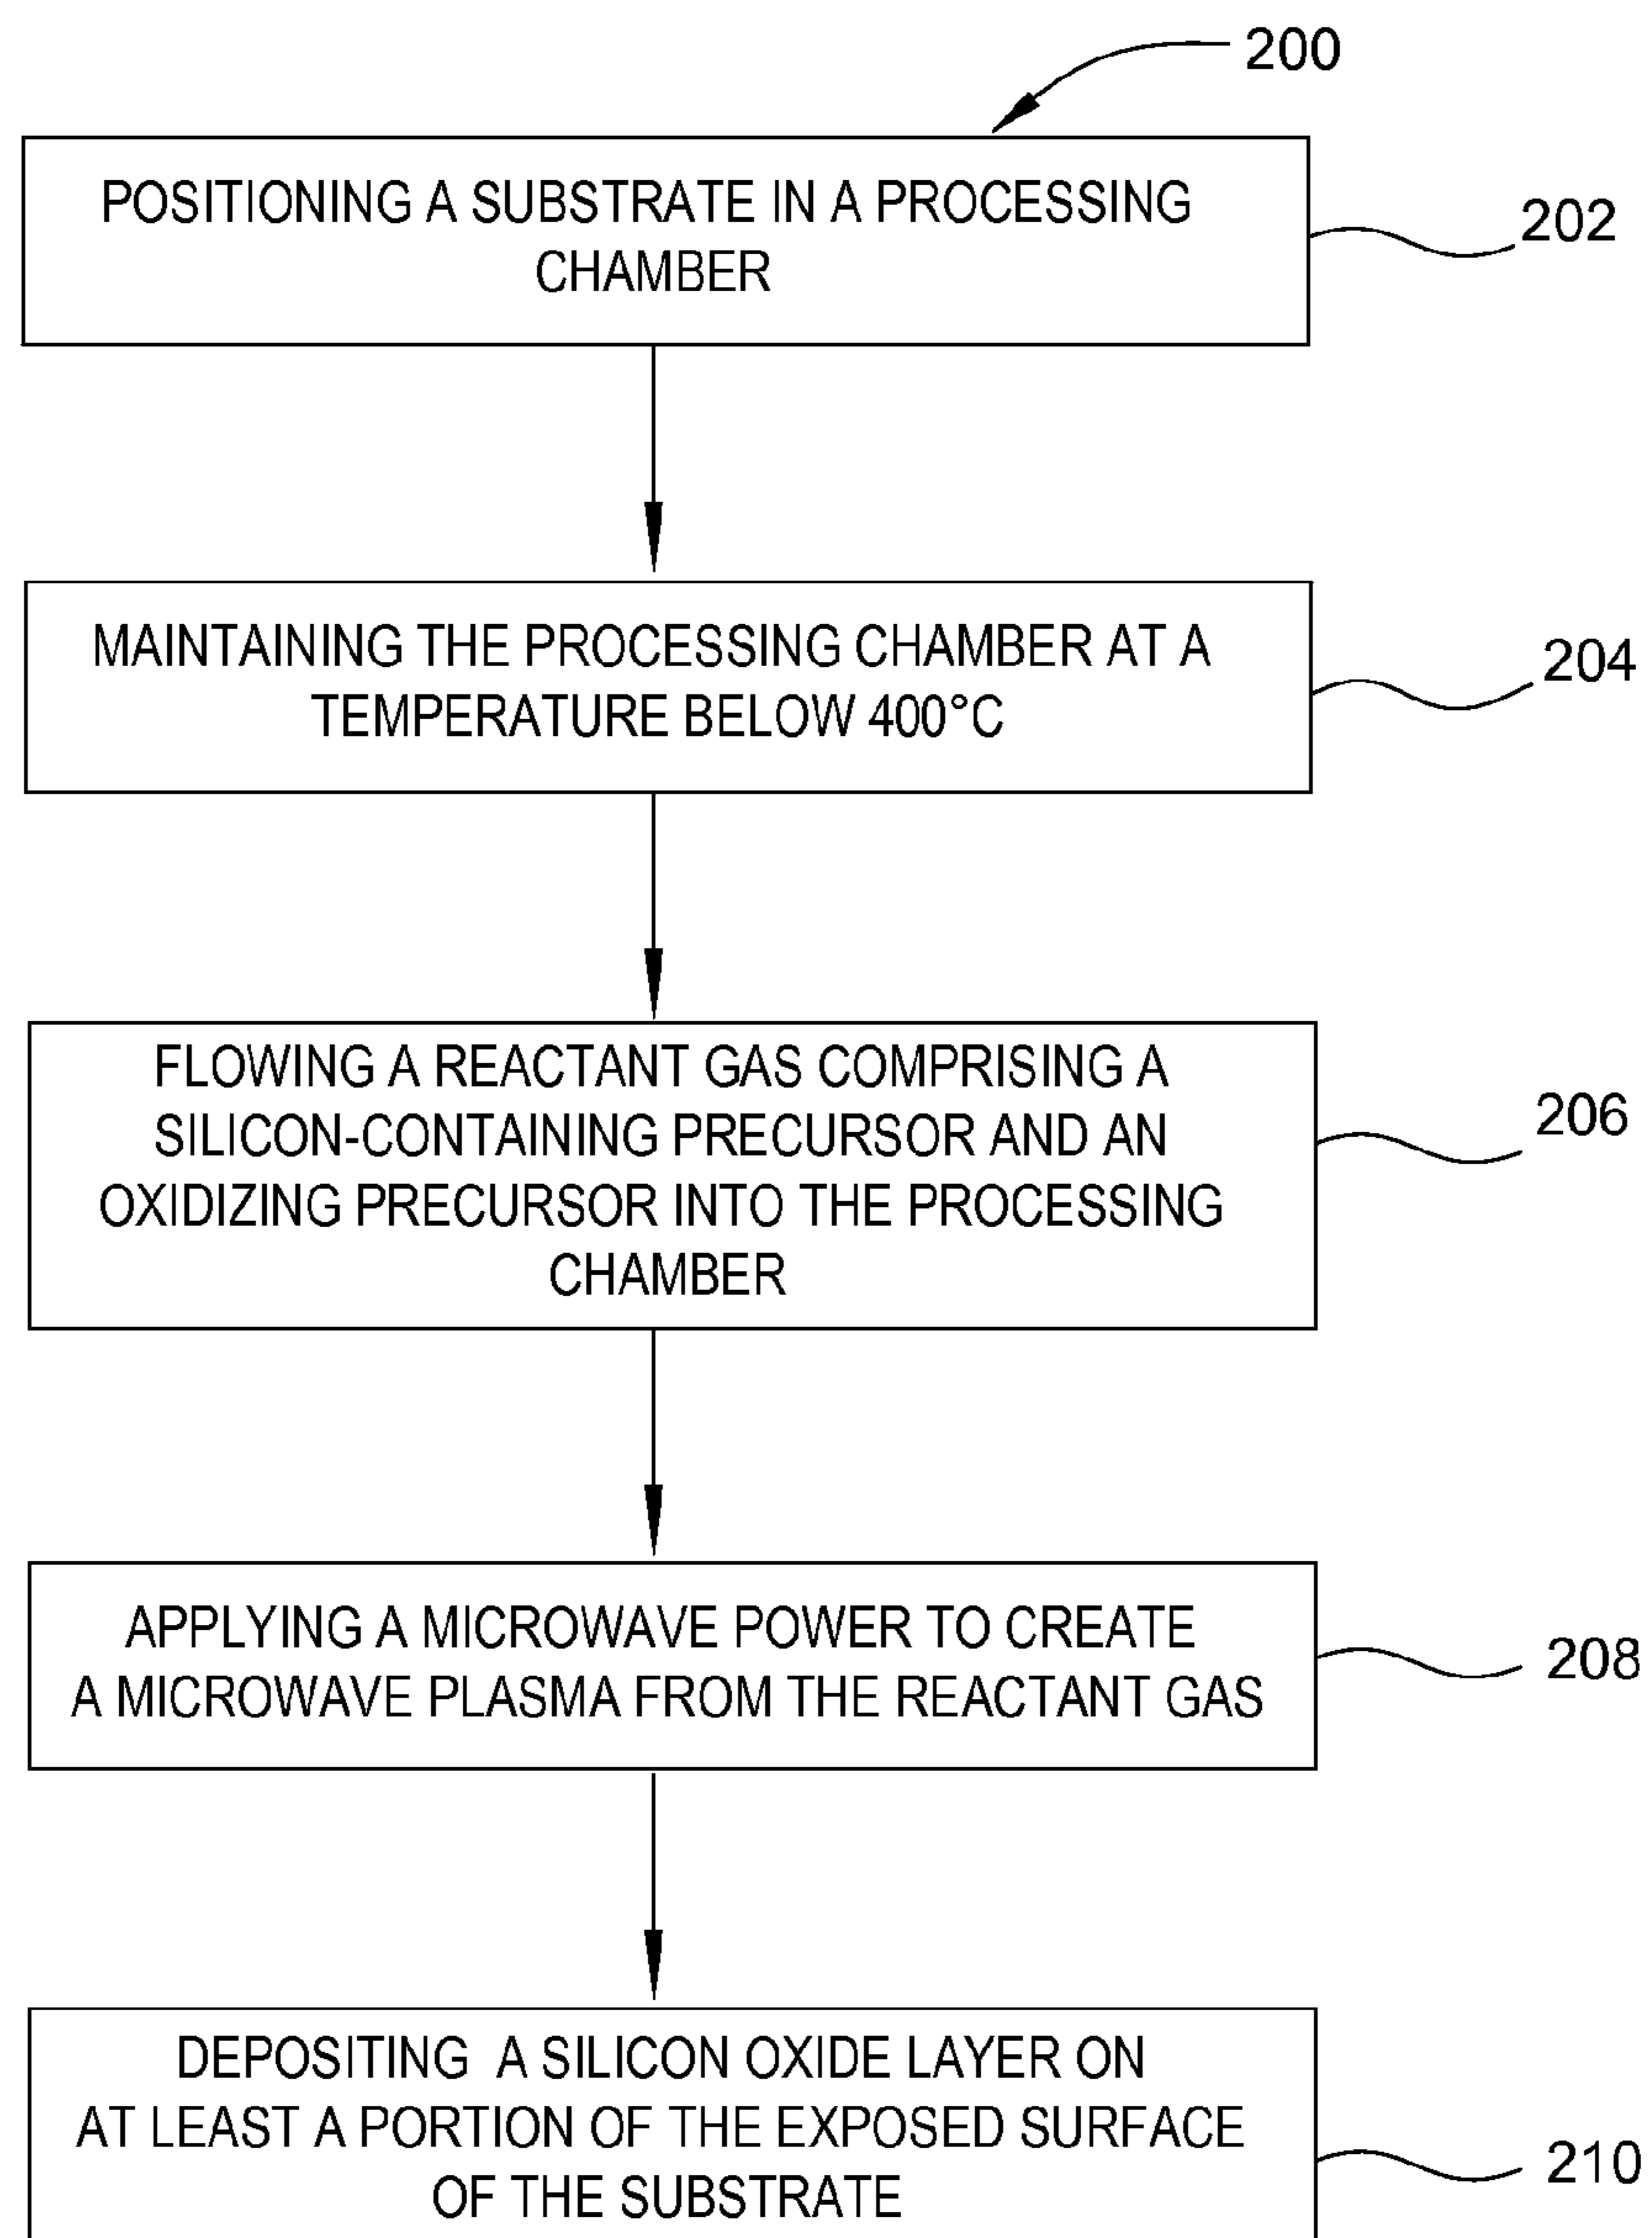 200
POSITIONING A SUBSTRATE IN A PROCESSING
CHAMBER
202
MAINTAINING THE PROCESSING CHAMBER AT A
TEMPERATURE BELOW 400°C
204
FLOWING A REACTANT GAS COMPRISING A
SILICON-CONTAINING PRECURSOR AND AN
OXIDIZING PRECURSOR INTO THE PROCESSING
CHAMBER
206
APPLYING A MICROWAVE POWER TO CREATE
A MICROWAVE PLASMA FROM THE REACTANT GAS
208
DEPOSITING A SILICON OXIDE LAYER ON
AT LEAST A PORTION OF THE EXPOSED SURFACE
OF THE SUBSTRATE
210